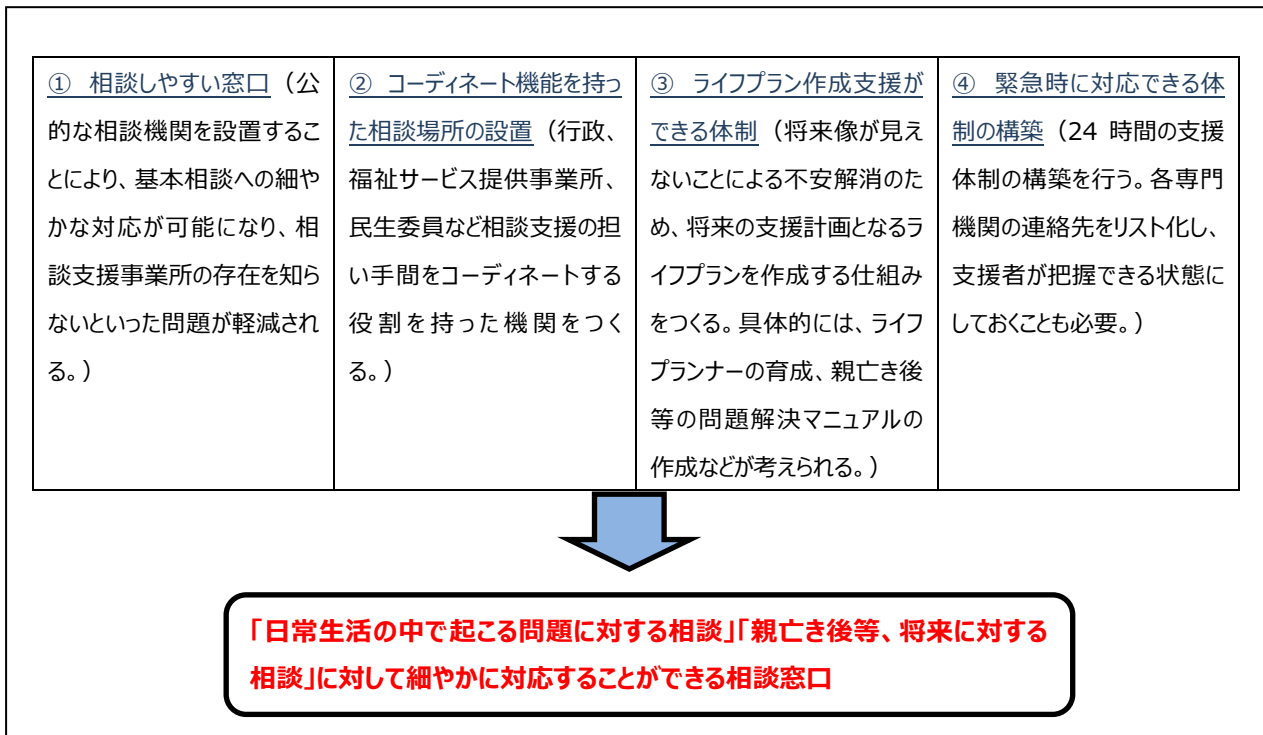 ① 相談しやすい窓口（公
的な相談機関を設置するこ
とにより、基本相談への細や
かな対応が可能になり、相
談支援事業所の存在を知ら
ないといった問題が軽減され
る。）
② コーディネート機能を持っ
た相談場所の設置（行政、
福祉サービス提供事業所、
民生委員など相談支援の担
い手間をコーディネートする
役割を持った機関をつく
る。）
③ ライフプラン作成支援が
できる体制（将来像が見え
ないことによる不安解消のた
め、将来の支援計画となるラ
イフプランを作成する仕組み
をつくる。具体的には、ライフ
プランナーの育成、親亡き後
等の問題解決マニュアルの
作成などが考えられる。）
④ 緊急時に対応できる体
制の構築（24 時間の支援
体制の構築を行う。各専門
機関の連絡先をリスト化し、
支援者が把握できる状態に
しておくことも必要。）
「日常生活の中で起こる問題に対する相談」「親亡き後等、将来に対する
相談」に対して細やかに対応することができる相談窓口